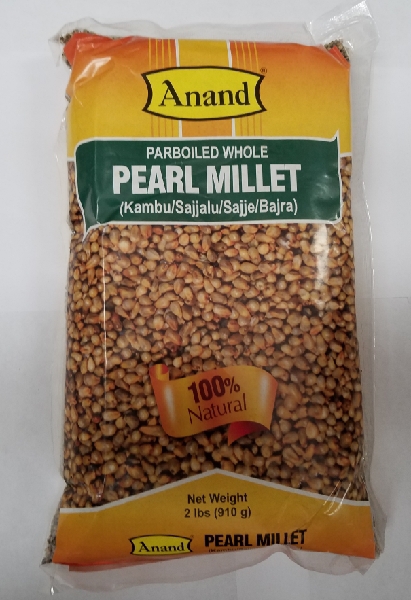 Anand
PARBOILED WHOLE
PEARL MILLET
(Kambu/Sajjalu/Sajje/Bajra)
100%
Natural
Net Weight
2 lbs (910 g)
Anand PEARL MILLET